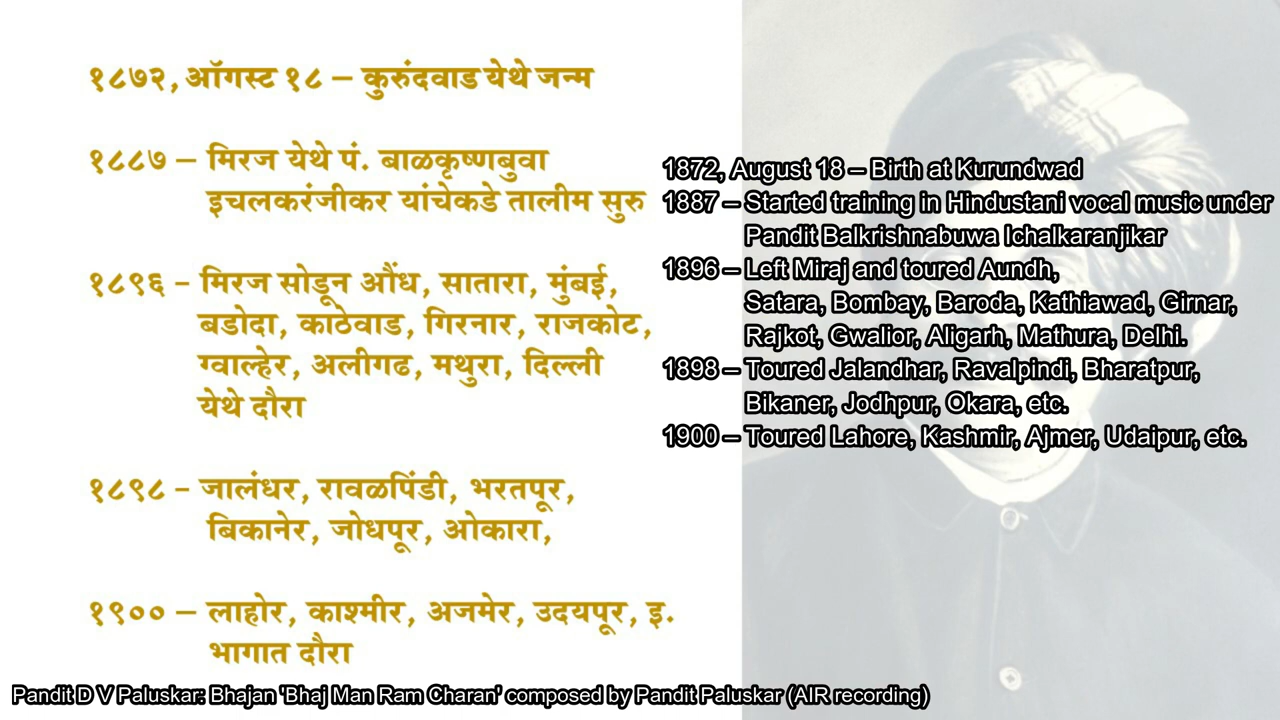 १८७२, ऑगस्ट १८ – कुरुंदवाड येथे जन्म
१८८७ – मिरज येथे पं. बाळकृष्णबुवा
इचलकरंजीकर यांचेकडे तालीम सुरु
१८९६ – मिरज सोडून औंध, सातारा, मुंबई,
बडोदा, काठेवाड, गिरनार, राजकोट,
ग्वाल्हेर, अलीगढ, मथुरा, दिल्ली
येथे दौरा
१८९८ – जालंधर, रावळपिंडी, भरतपूर,
बिकानेर, जोधपूर, ओकारा,
१९०० – लाहोर, काश्मीर, अजमेर, उदयपूर, इ.
भागात दौरा
1872, August 18 – Birth at Kurundwad
1887 – Started training in Hindustani vocal music under
Pandit Balkrishnabuwa Ichalkaranjikar
1896 – Left Miraj and toured Aundh,
Satara, Bombay, Baroda, Kathiawad, Girnar,
Rajkot, Gwalior, Aligarh, Mathura, Delhi.
1898 – Toured Jalandhar, Ravalpindi, Bharatpur,
Bikaner, Jodhpur, Okara, etc.
1900 – Toured Lahore, Kashmir, Ajmer, Udaipur, etc.
Pandit D V Paluskar: Bhajan 'Bhaj Man Ram Charan' composed by Pandit Paluskar (AIR recording)